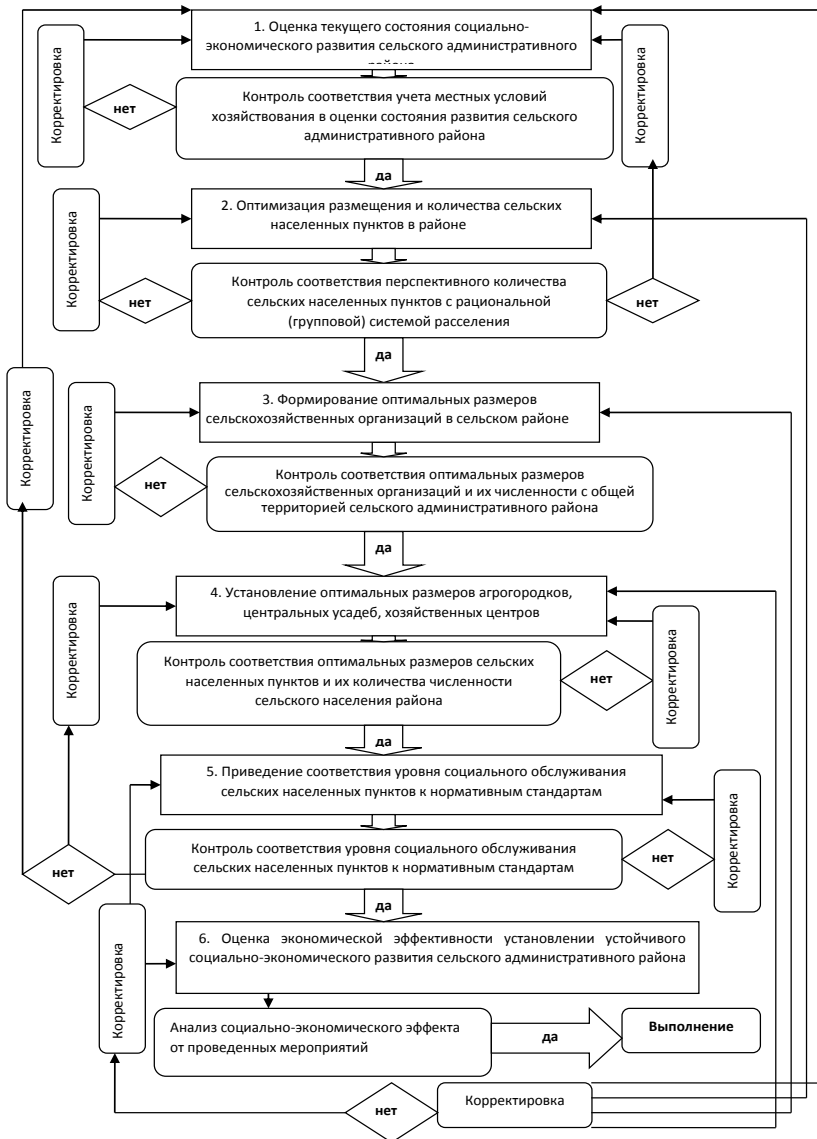 1. Оценка текущего состояния социально-
экономического развития сельского административного
района
Корректировка
нет
Контроль соответствия учета местных условий
хозяйствования в оценки состояния развития сельского
административного района
Корректировка
да
2. Оптимизация размещения и количества сельских
населенных пунктов в районе
Корректировка
нет
Контроль соответствия перспективного количества
сельских населенных пунктов с рациональной
(групповой) системой расселения
нет
да
Корректировка
3. Формирование оптимальных размеров
сельскохозяйственных организаций в сельском районе
Корректировка
нет
Контроль соответствия оптимальных размеров
сельскохозяйственных организаций и их численности с общей
территорией сельского административного района
да
4. Установление оптимальных размеров агрогородков,
центральных усадеб, хозяйственных центров
Корректировка
Контроль соответствия оптимальных размеров сельских
населенных пунктов и их количества численности
сельского населения района
нет
Корректировка
да
5. Приведение соответствия уровня социального обслуживания
сельских населенных пунктов к нормативным стандартам
нет
Контроль соответствия уровня социального обслуживания
сельских населенных пунктов к нормативным стандартам
нет
Корректировка
да
6. Оценка экономической эффективности установлении устойчивого
социально-экономического развития сельского административного района
Корректировка
Анализ социально-экономического эффекта
от проведенных мероприятий
да
Выполнение
нет
Корректировка